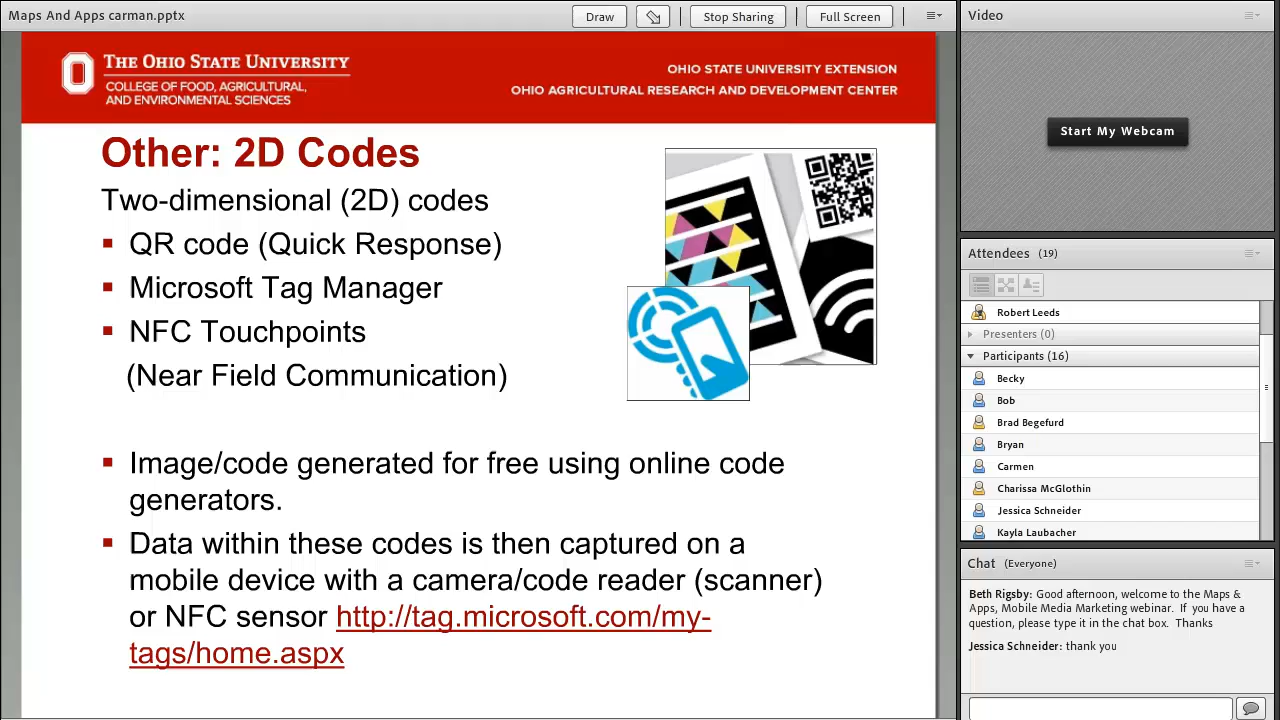 Maps And Apps carman.pptx
Draw
Stop Sharing
Full Screen
THE OHIO STATE UNIVERSITY
COLLEGE OF FOOD, AGRICULTURAL,
AND ENVIRONMENTAL SCIENCES
OHIO STATE UNIVERSITY EXTENSION
OHIO AGRICULTURAL RESEARCH AND DEVELOPMENT CENTER
Other: 2D Codes
Two-dimensional (2D) codes
QR code (Quick Response)
Microsoft Tag Manager
NFC Touchpoints
(Near Field Communication)
Image/code generated for free using online code
generators.
Data within these codes is then captured on a
mobile device with a camera/code reader (scanner)
or NFC sensor http://tag.microsoft.com/my-
tags/home.aspx
Video
Start My Webcam
Attendees (19)
Robert Leeds
Presenters (0)
Participants (16)
Becky
Bob
Brad Begefurd
Bryan
Carmen
Charissa McGlothin
Jessica Schneider
Kayla Laubacher
Chat (Everyone)
Beth Rigsby: Good afternoon, welcome to the Maps &
Apps, Mobile Media Marketing webinar. If you have a
question, please type it in the chat box. Thanks
Jessica Schneider: thank you